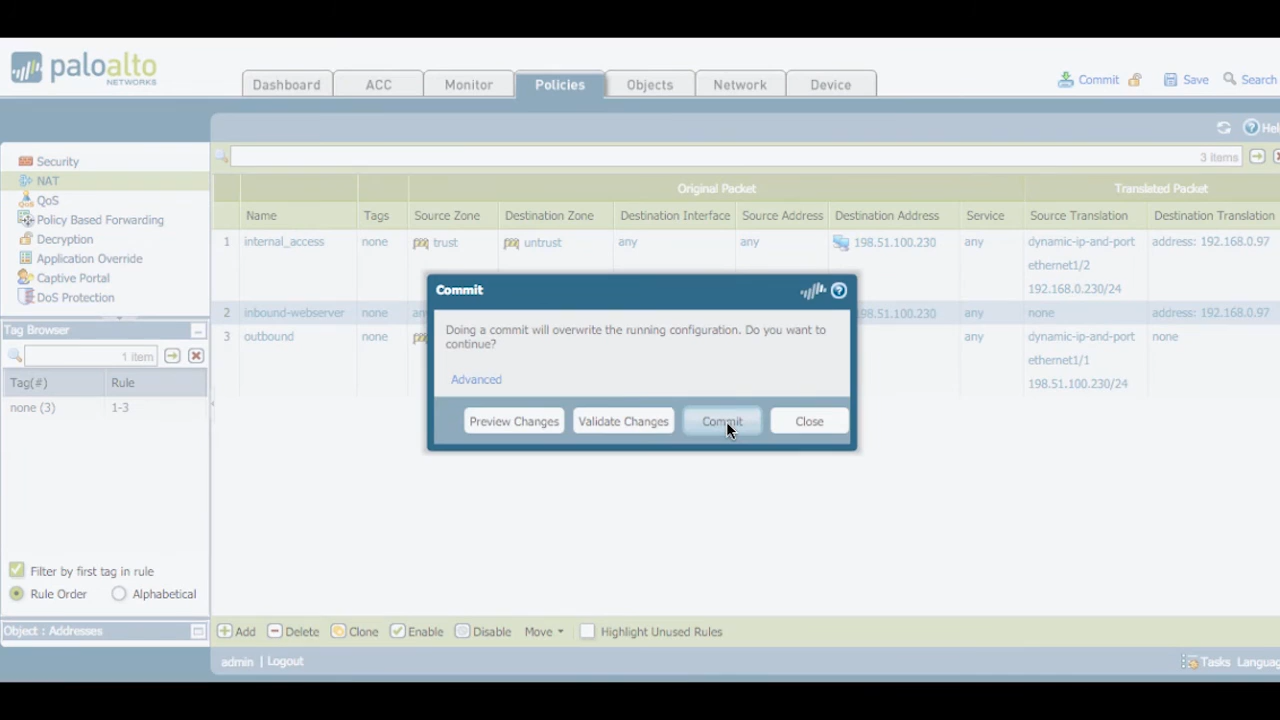 paloalto
NETWORKS
Dashboard ACC Monitor Policies Objects Network Device
Commit Save Search
Security
NAT
QoS
Policy Based Forwarding
Decryption
Application Override
Captive Portal
DoS Protection
Tag Browser
1 item
Tag(#) Rule
none (3) 1-3
Filter by first tag in rule
Rule Order Alphabetical
Object : Addresses
Help
3 items
Original Packet Translated Packet
Name Tags Source Zone Destination Zone Destination Interface Source Address Destination Address Service Source Translation Destination Translation
1 internal_access none trust untrust any any 198.51.100.230 any dynamic-ip-and-port address: 192.168.0.97
ethernet1/2
192.168.0.230/24
2 inbound-webserver none any 198.51.100.230 any none address: 192.168.0.97
3 outbound none any dynamic-ip-and-port none
ethernet1/1
198.51.100.230/24
Commit
Doing a commit will overwrite the running configuration. Do you want to
continue?
Advanced
Preview Changes Validate Changes Commit Close
Add Delete Clone Enable Disable Move Highlight Unused Rules
admin | Logout
Tasks